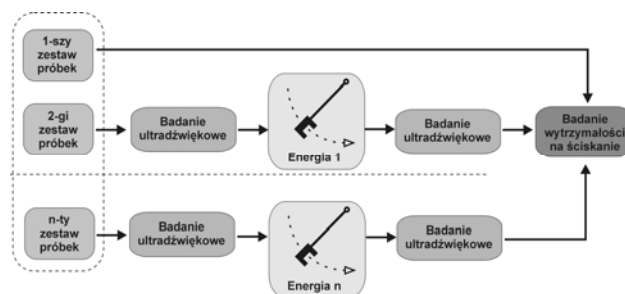 1-szy
zestaw
próbek
2-gi
zestaw
próbek
Badanie
ultradźwiękowe
Energia 1
Badanie
ultradźwiękowe
Badanie
wytrzymałości
na ściskanie
n-ty
zestaw
próbek
Badanie
ultradźwiękowe
Energia n
Badanie
ultradźwiękowe